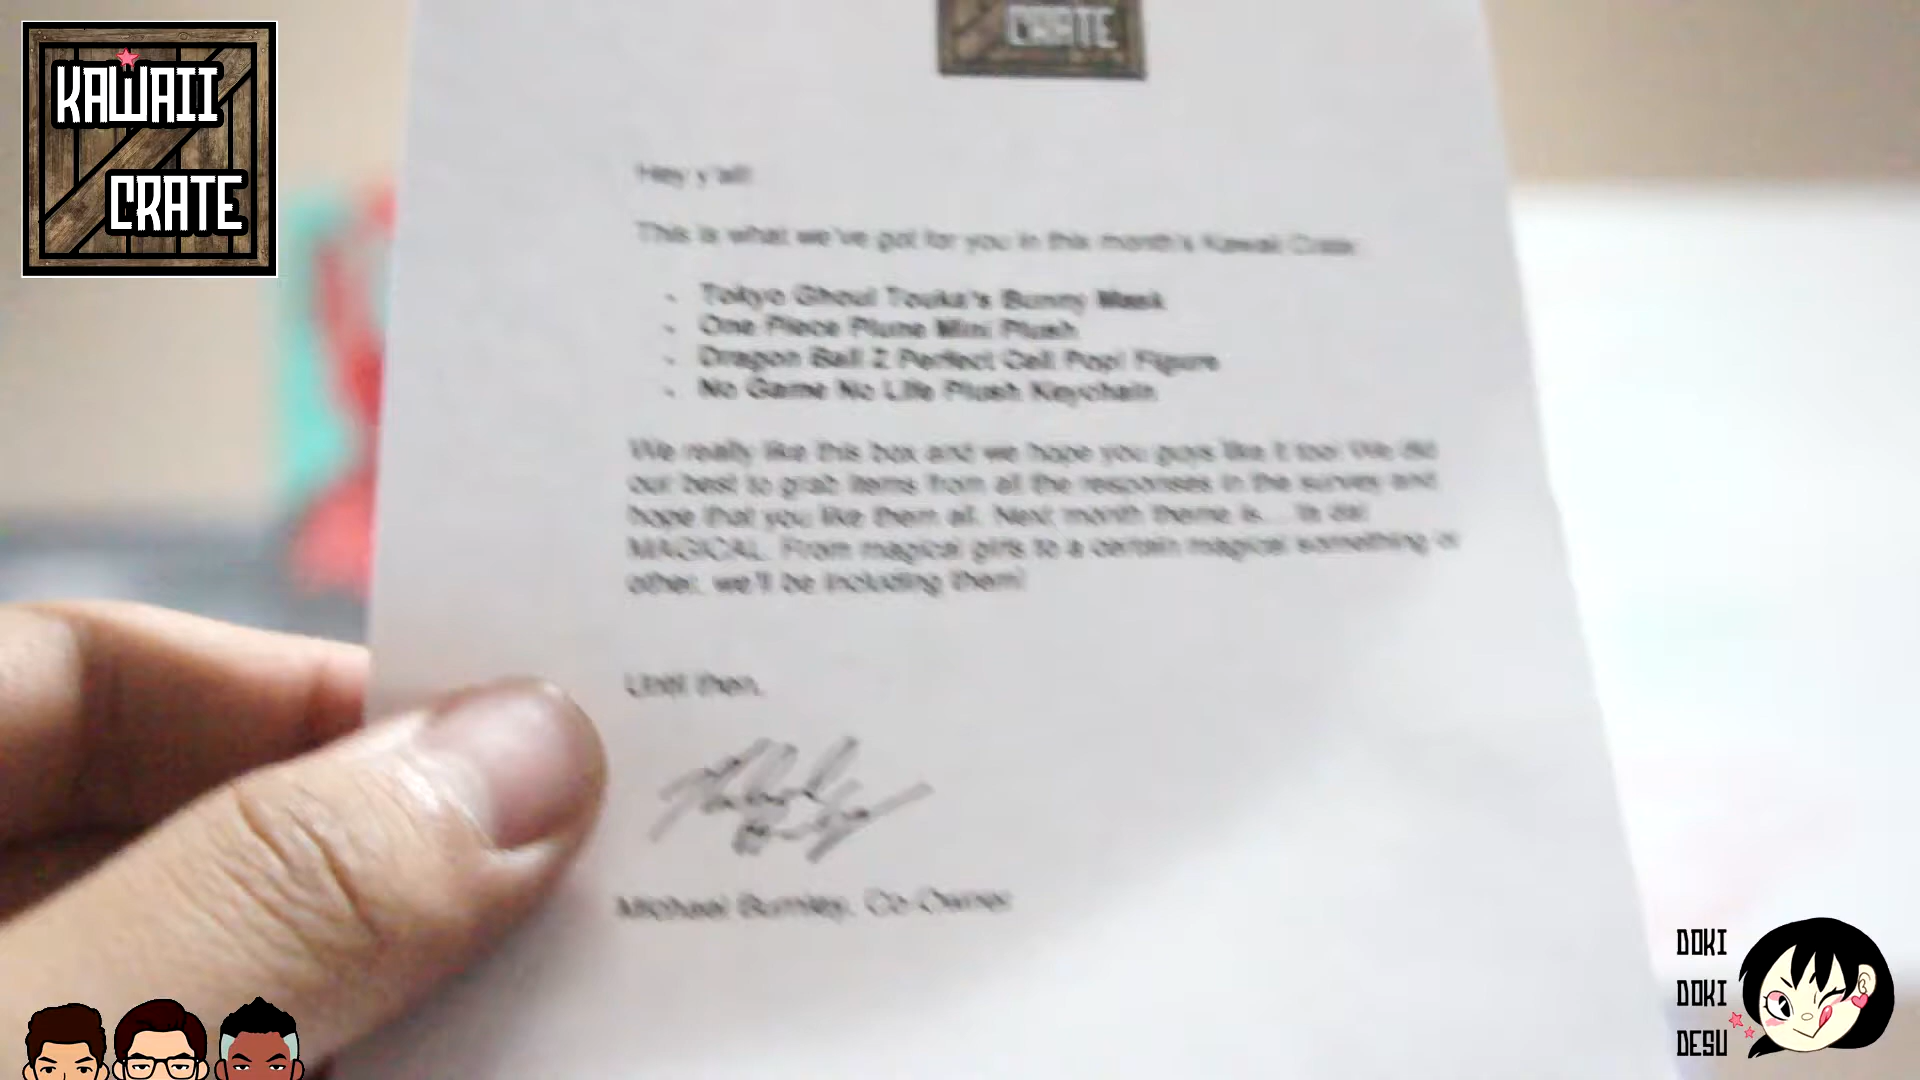 KAWAII
CRATE
CRATE
Hey y'all!
This is what we've got for you in this month's Kawaii Crate:
- Tokyo Ghoul Touka's Bunny Mask
- One Piece Plune Mini Plush
- Dragon Ball Z Perfect Cell Pop! Figure
- No Game No Life Plush Keychain
We really like this box and we hope you guys like it too! We did
our best to grab items from all the responses in the survey and
hope that you like them all. Next month theme is... ta da!
MAGICAL. From magical girls to a certain magical something or
other, we'll be including them!
Until then,
Michael Burnley, Co-Owner
DOKI
DOKI
DESU